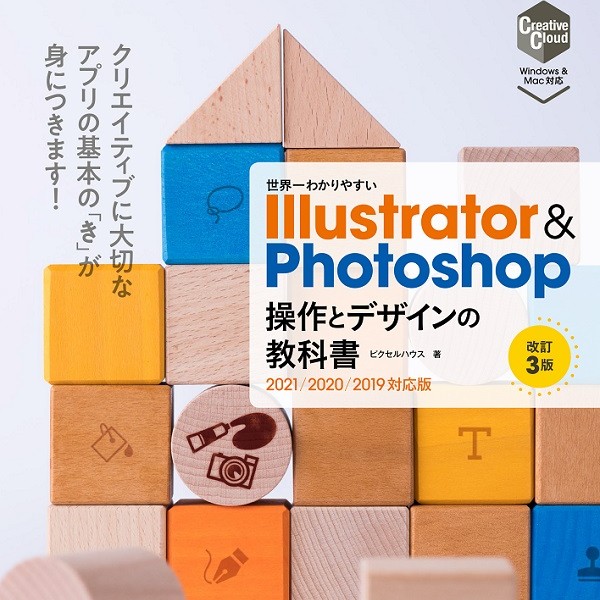 クリエイティブに大切な
アプリの基本の「き」が
身につきます!
Creative
Cloud
Windows &
Mac 対応
世界一わかりやすい
Illustrator &
Photoshop
操作とデザインの
教科書 ピクセルハウス 著
2021/2020/2019 対応版
改訂
3版
T